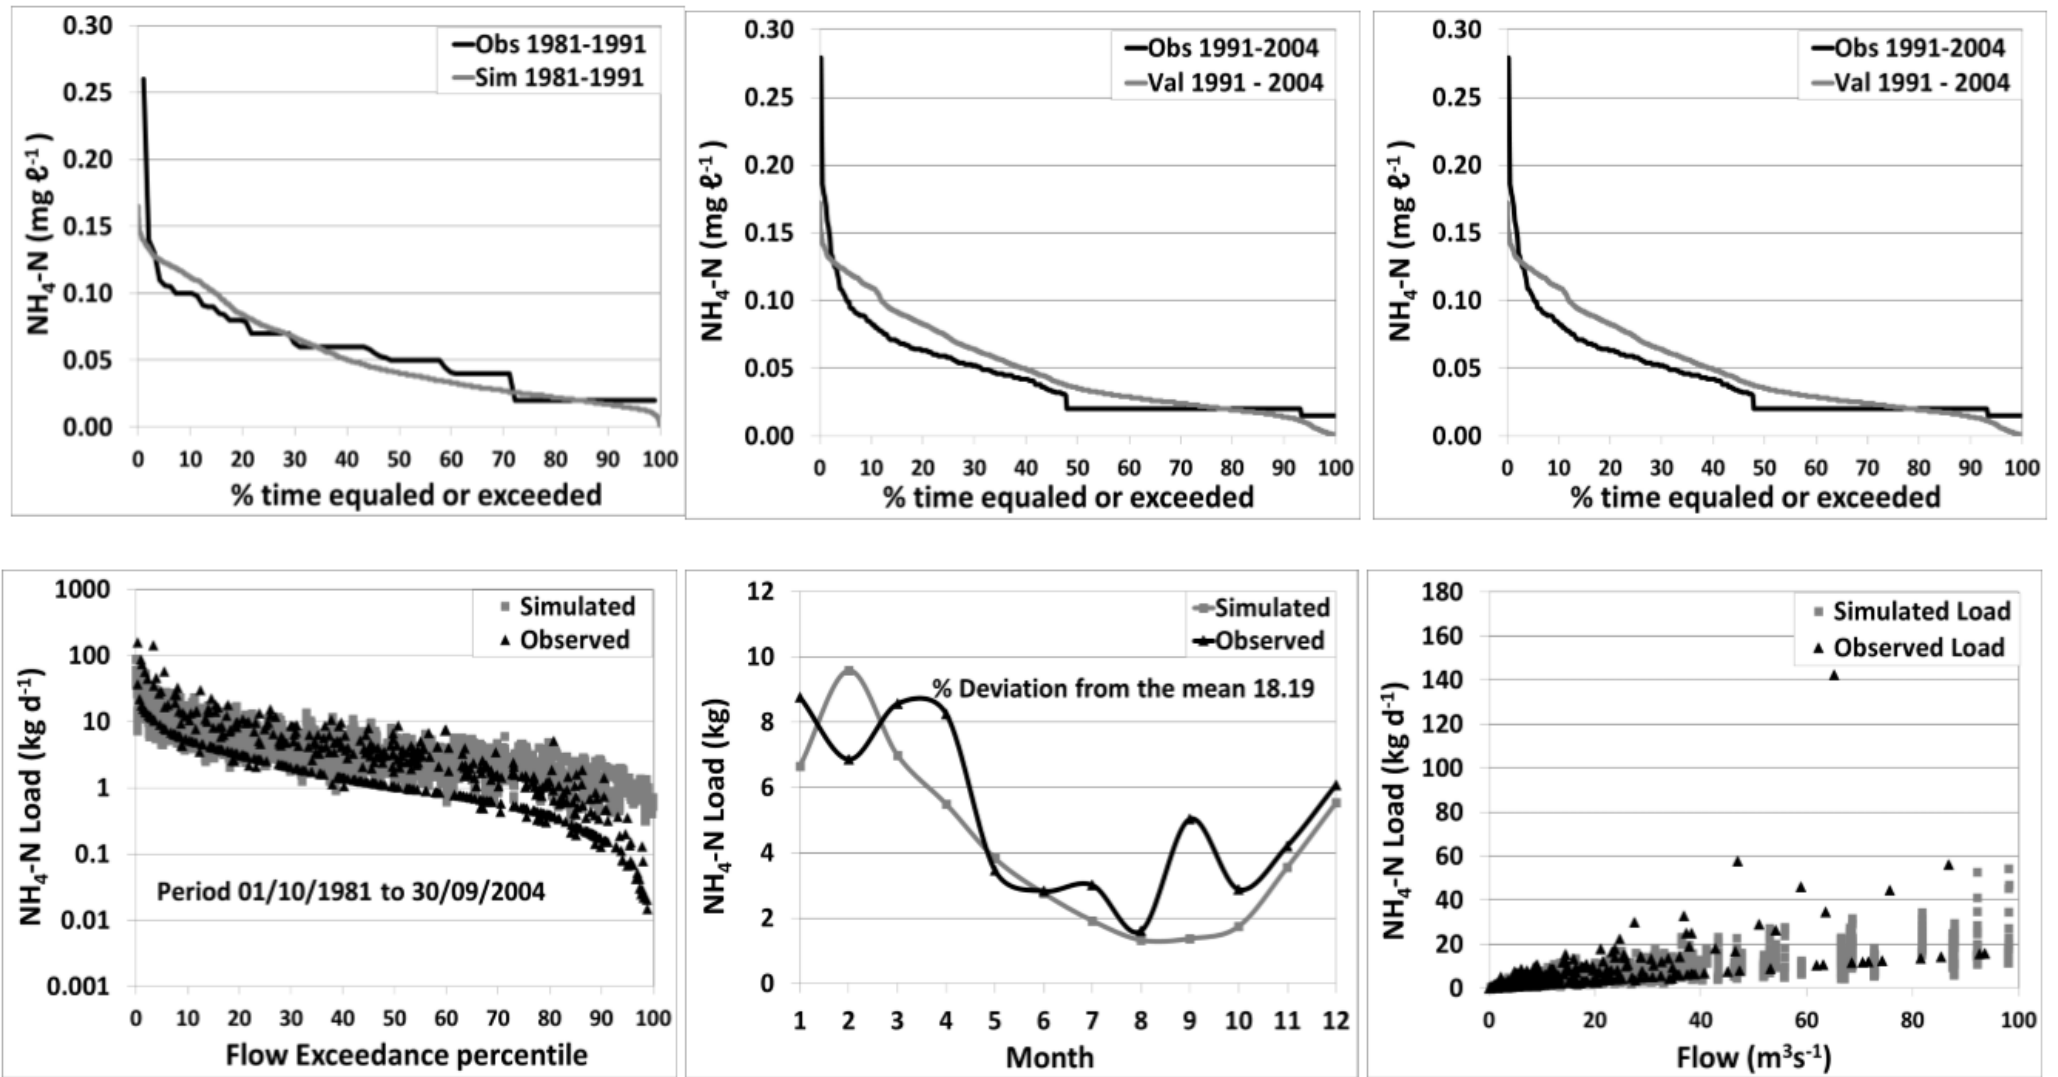 0.30
0.25
0.20
0.15
0.10
0.05
0.00
NH4-N (mg ℓ-1)
Obs 1981-1991
Sim 1981-1991
0 10 20 30 40 50 60 70 80 90 100
% time equaled or exceeded
0.30
0.25
0.20
0.15
0.10
0.05
0.00
NH4-N (mg ℓ-1)
Obs 1991-2004
Val 1991 - 2004
0 10 20 30 40 50 60 70 80 90 100
% time equaled or exceeded
0.30
0.25
0.20
0.15
0.10
0.05
0.00
NH4-N (mg ℓ-1)
Obs 1991-2004
Val 1991 - 2004
0 10 20 30 40 50 60 70 80 90 100
% time equaled or exceeded
1000
100
10
1
0.1
0.01
0.001
NH4-N Load (kg d-1)
Simulated
Observed
Period 01/10/1981 to 30/09/2004
0 10 20 30 40 50 60 70 80 90 100
Flow Exceedance percentile
12
10
8
6
4
2
0
NH4-N Load (kg)
Simulated
Observed
% Deviation from the mean 18.19
1 2 3 4 5 6 7 8 9 10 11 12
Month
180
160
140
120
100
80
60
40
20
0
NH4-N Load (kg d-1)
Simulated Load
Observed Load
0 20 40 60 80 100
Flow (m3s-1)